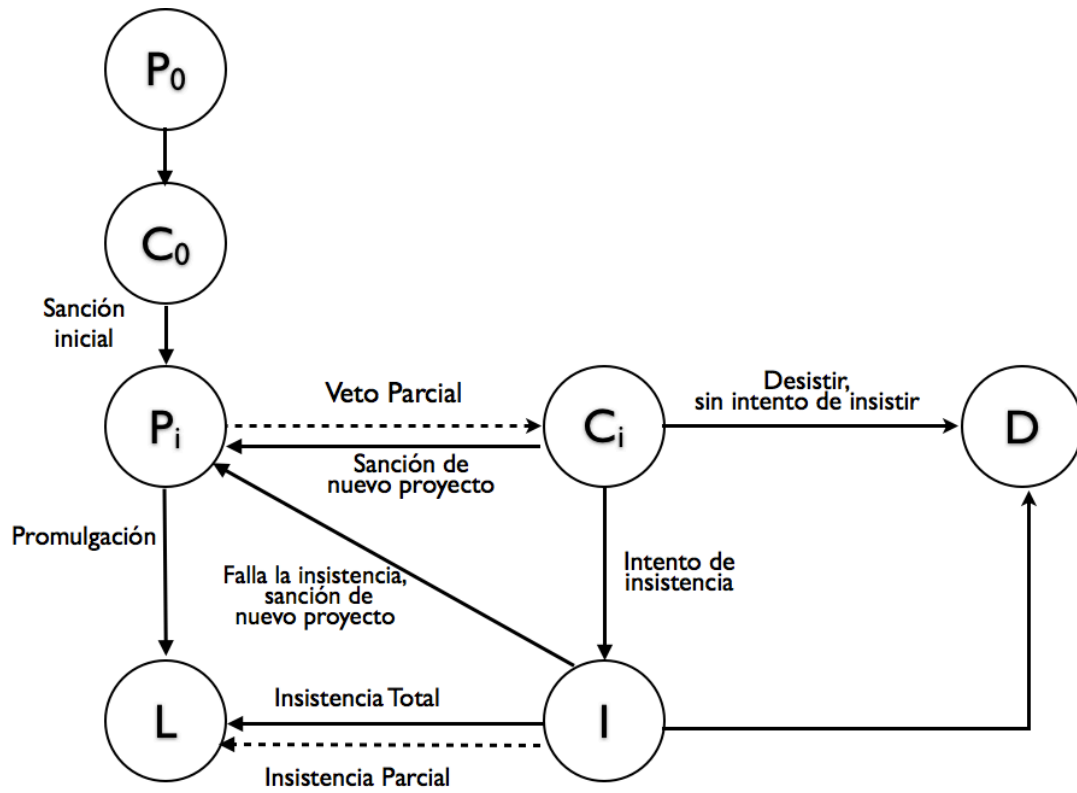 P₀
C₀
Sanción
inicial
Pᵢ
Veto Parcial
Cᵢ
Desistir,
sin intento de insistir
D
Sanción de
nuevo proyecto
Promulgación
Falla la insistencia,
sanción de
nuevo proyecto
Intento de
insistencia
L
Insistencia Total
I
Insistencia Parcial